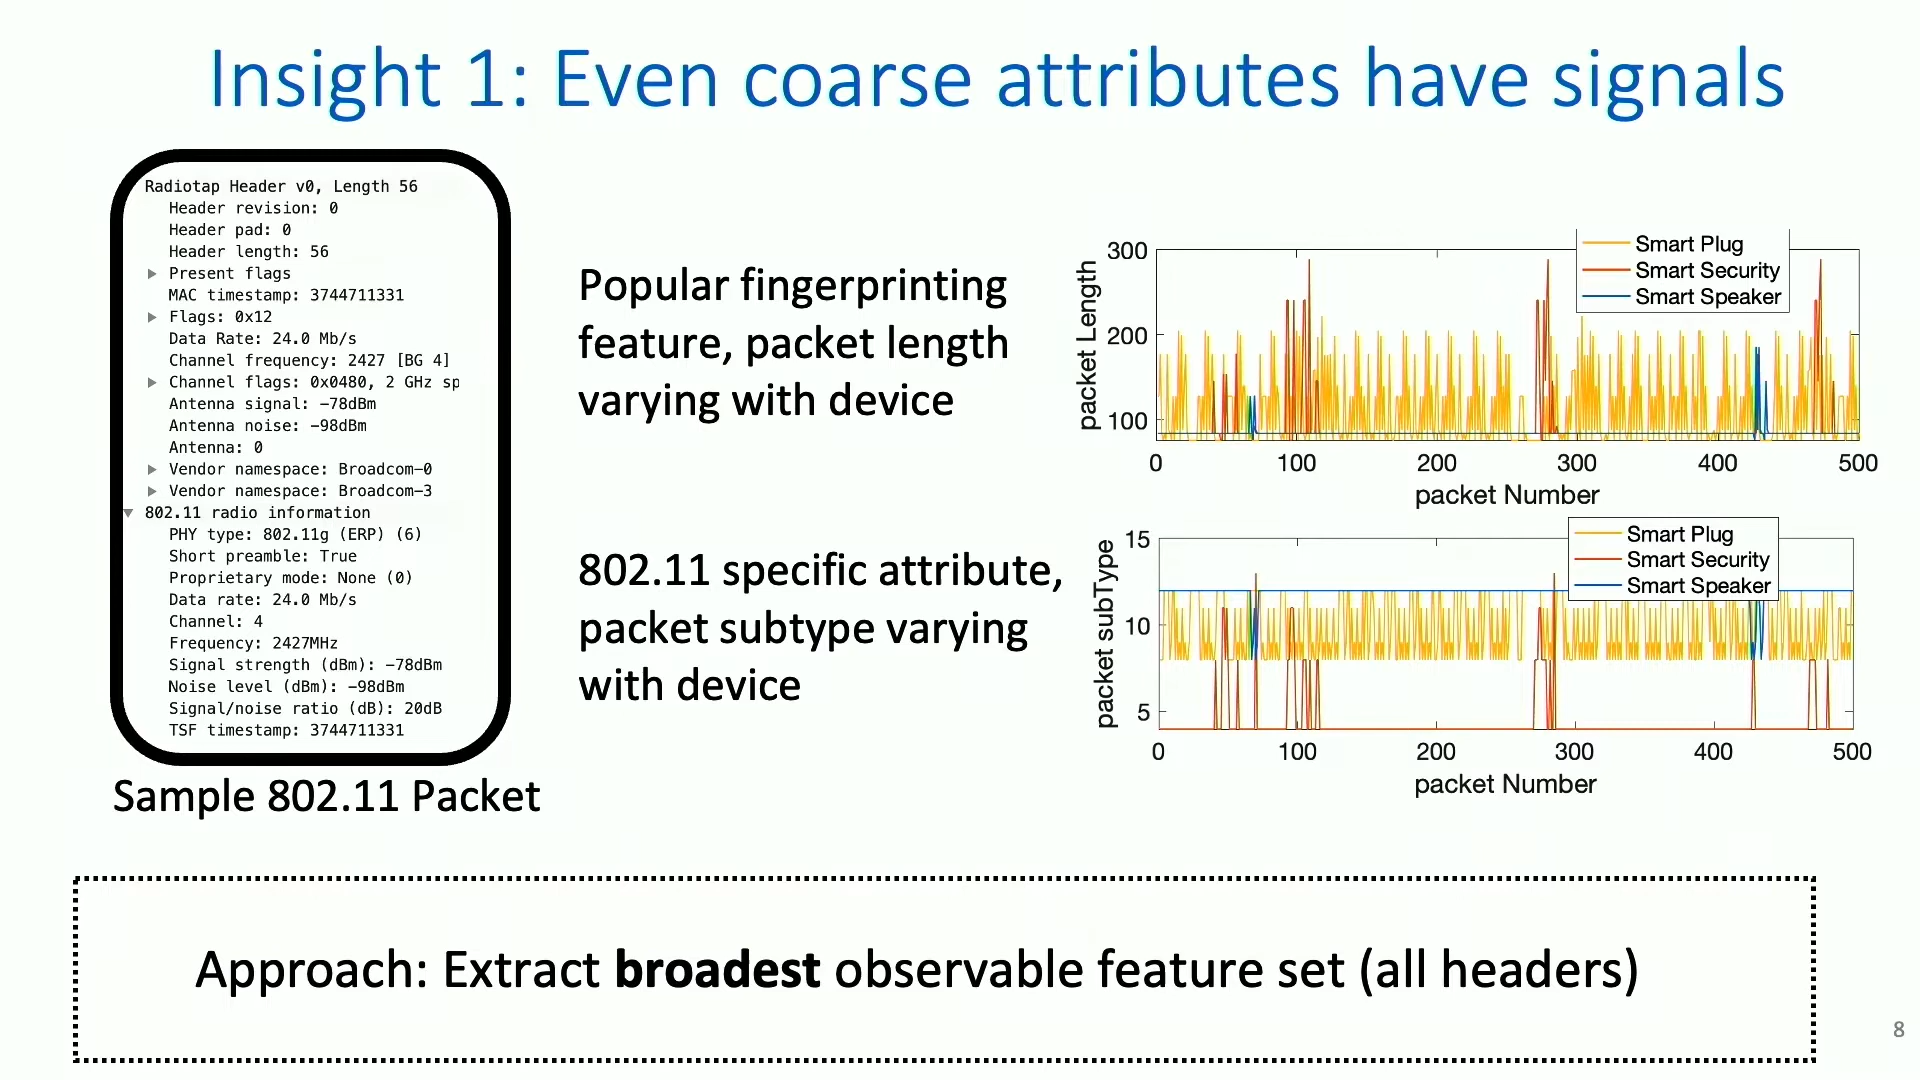 Insight 1: Even coarse attributes have signals
Radiotap Header v0, Length 56
Header revision: 0
Header pad: 0
Header length: 56
Present flags
MAC timestamp: 3744711331
Flags: 0x12
Data Rate: 24.0 Mb/s
Channel frequency: 2427 [BG 4]
Channel flags: 0x0480, 2 GHz sp
Antenna signal: -78dBm
Antenna noise: -98dBm
Antenna: 0
Vendor namespace: Broadcom-0
Vendor namespace: Broadcom-3
802.11 radio information
PHY type: 802.11g (ERP) (6)
Short preamble: True
Proprietary mode: None (0)
Data rate: 24.0 Mb/s
Channel: 4
Frequency: 2427MHz
Signal strength (dBm): -78dBm
Noise level (dBm): -98dBm
Signal/noise ratio (dB): 20dB
TSF timestamp: 3744711331
Sample 802.11 Packet
Popular fingerprinting
feature, packet length
varying with device
802.11 specific attribute,
packet subtype varying
with device
Smart Plug
Smart Security
Smart Speaker
packet Length
300
200
100
0 100 200 300 400 500
packet Number
Smart Plug
Smart Security
Smart Speaker
packet subType
15
10
5
0 100 200 300 400 500
packet Number
Approach: Extract broadest observable feature set (all headers)
8